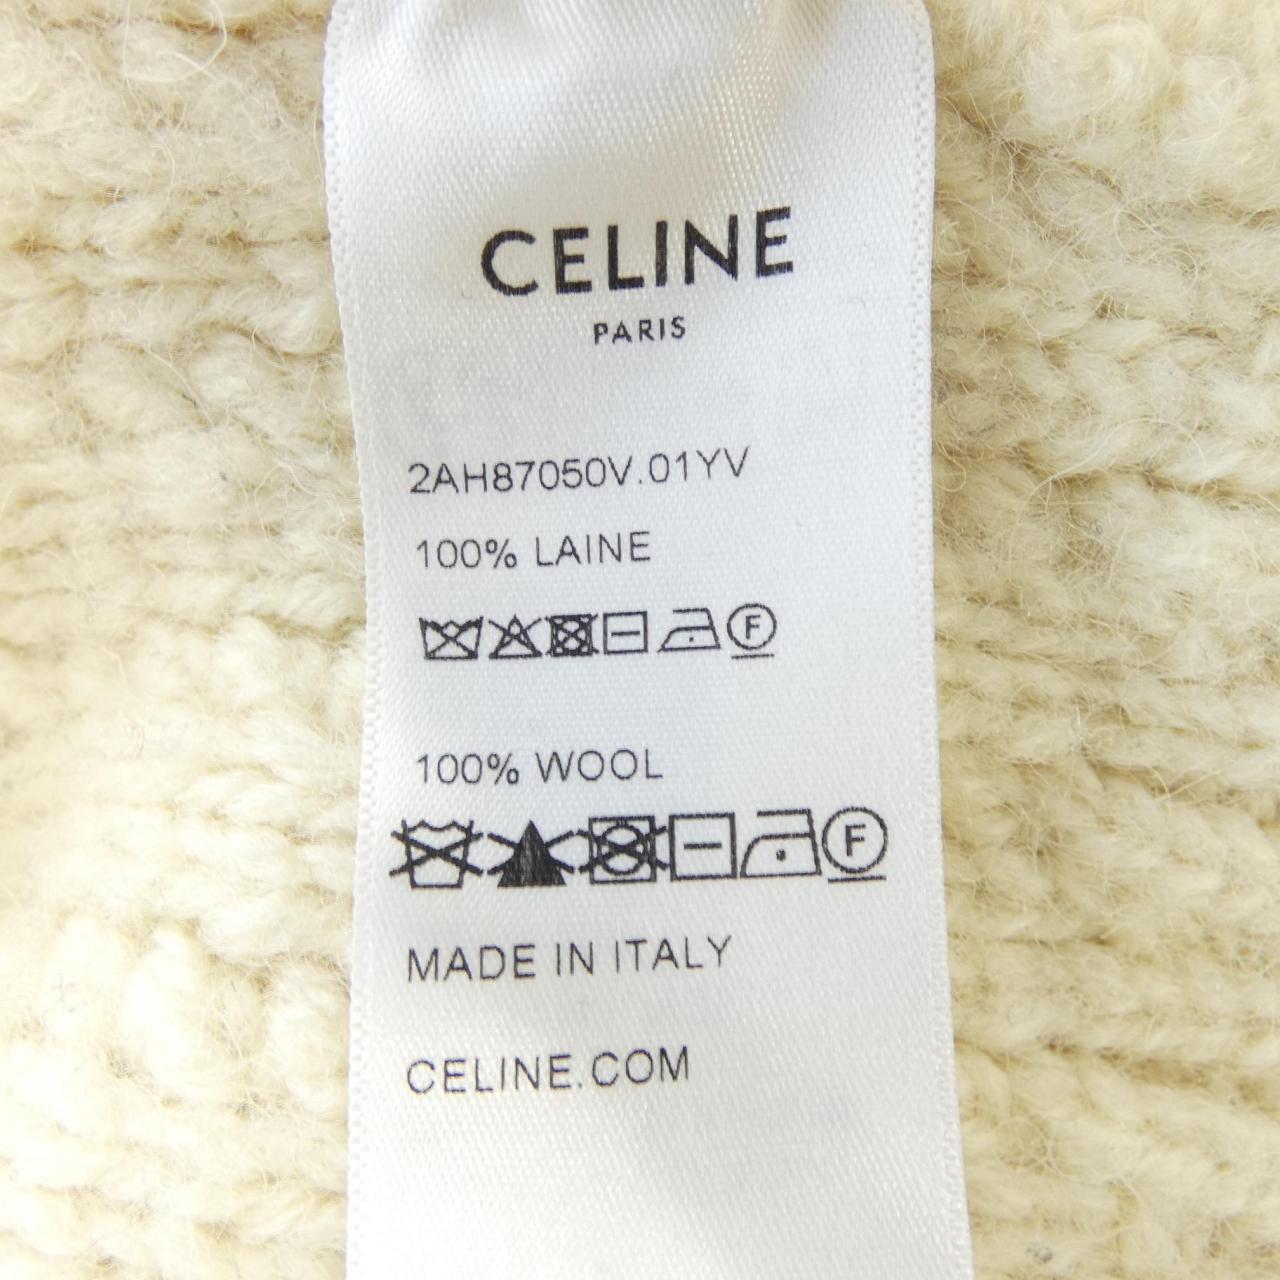 CELINE
PARIS
2AH87050V.01YV
100% LAINE
F
100% WOOL
F
MADE IN ITALY
CELINE.COM